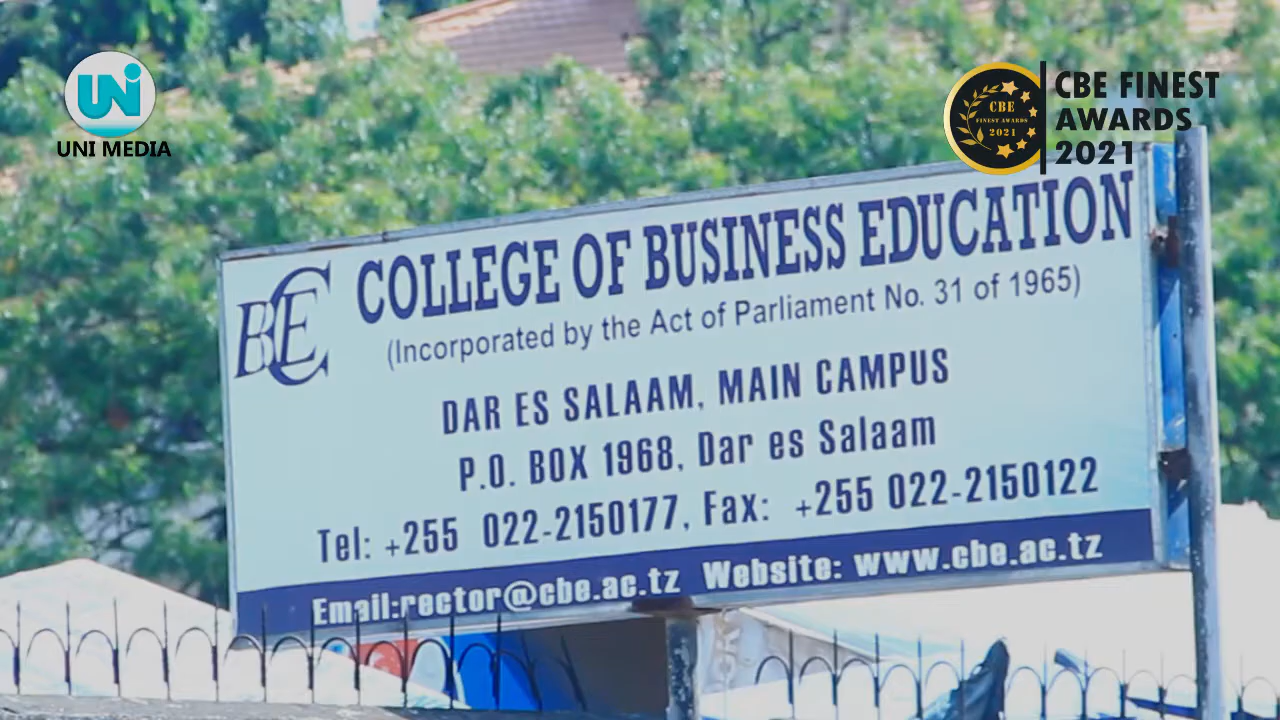 UNi
UNI MEDIA
CBE
FINEST AWARDS
2021
CBE FINEST
AWARDS
2021
BCE
COLLEGE OF BUSINESS EDUCATION
(Incorporated by the Act of Parliament No. 31 of 1965)
DAR ES SALAAM, MAIN CAMPUS
P.O. BOX 1968, Dar es Salaam
Tel: +255 022-2150177, Fax: +255 022-2150122
Email:rector@cbe.ac.tz Website: www.cbe.ac.tz